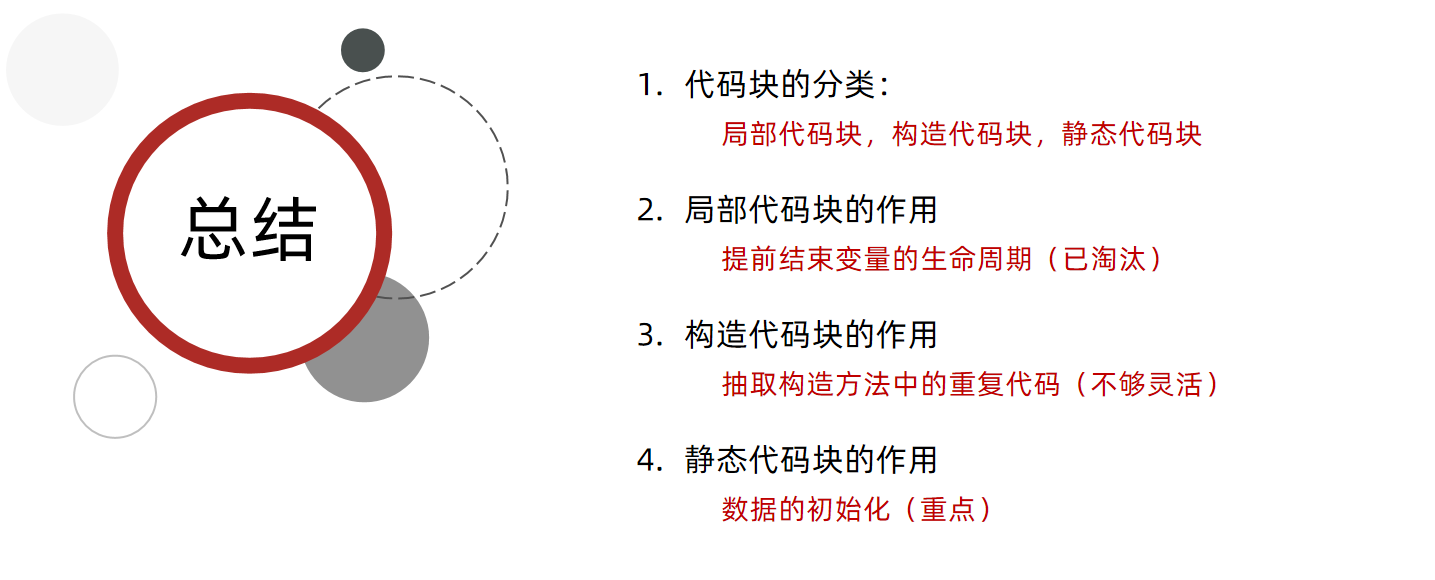 总结
1. 代码块的分类：
局部代码块，构造代码块，静态代码块
2. 局部代码块的作用
提前结束变量的生命周期（已淘汰）
3. 构造代码块的作用
抽取构造方法中的重复代码（不够灵活）
4. 静态代码块的作用
数据的初始化（重点）